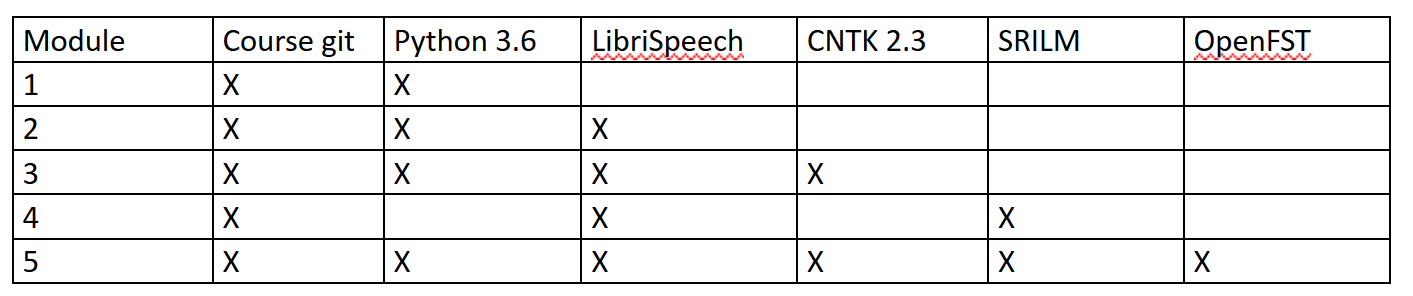 Module Course git Python 3.6 LibriSpeech CNTK 2.3 SRILM OpenFST
1 X X
2 X X X
3 X X X X
4 X X X
5 X X X X X X